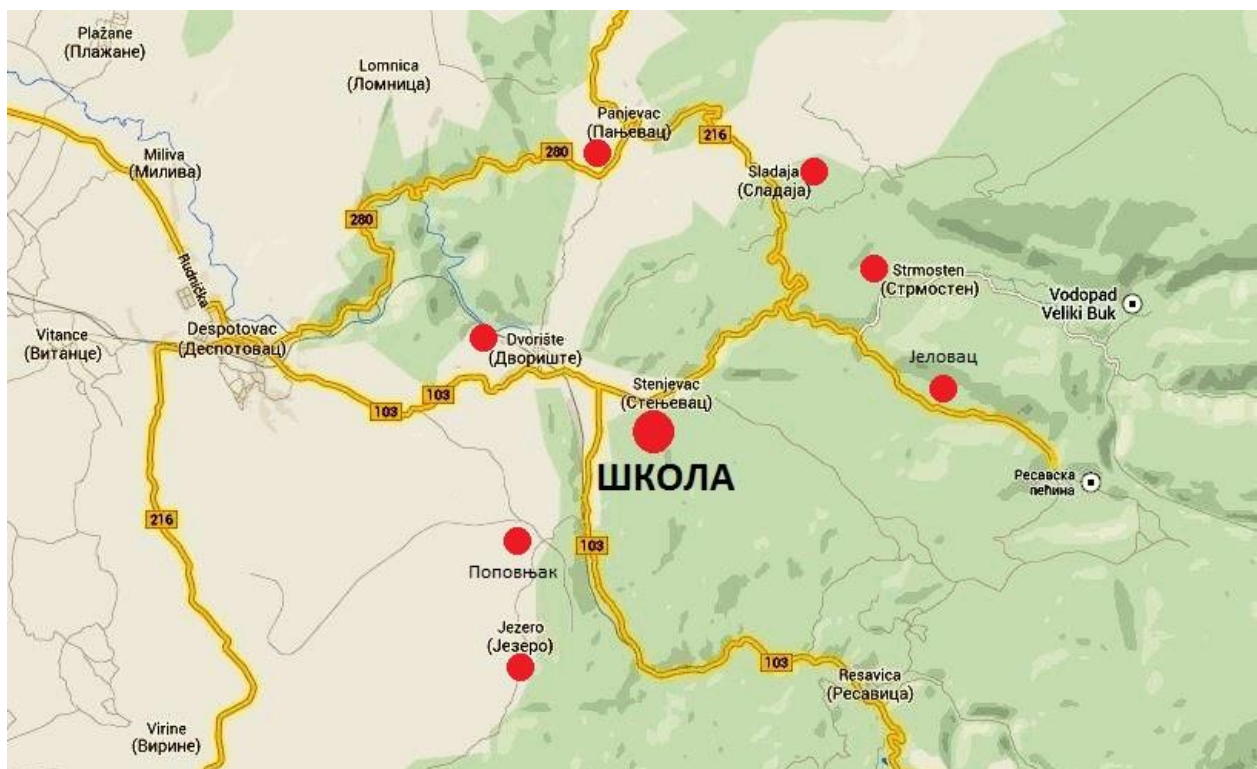 Plažane
(Плажане)
Lomnica
(Ломница)
Panjevac
(Пањевац)
216
Miliva
(Милива)
280
Sladaja
(Сладаја)
280
Rudnička
Strmosten
(Стрмостен)
Vodopad
Veliki Buk
Vitance
(Витанце)
Despotovac
(Деспотовац)
Dvorište
(Двориште)
Јеловац
Stenjevac
(Стењевац)
103
103
ШКОЛА
Ресавска
пећина
216
103
Поповњак
Jezero
(Језеро)
103
Resavica
(Ресавица)
Virine
(Вирине)